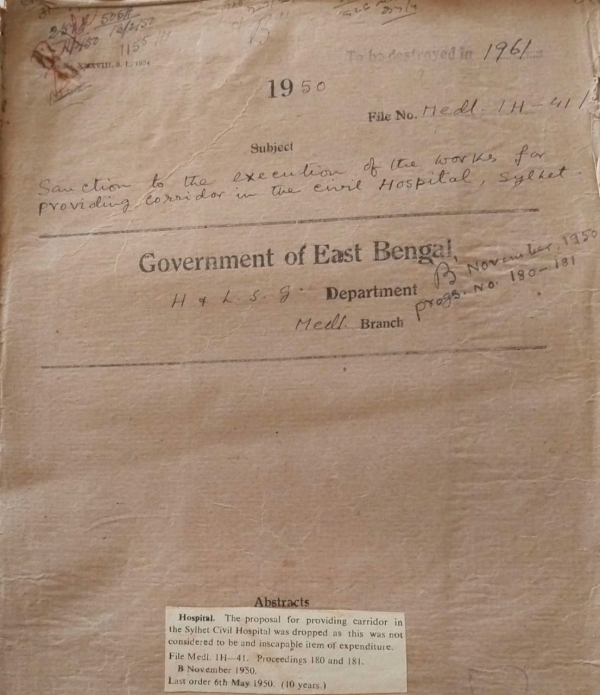 To be destroyed in 1961
1950
File No. Medl. 1H-41/
Subject
Sanction to the execution of the works for
providing corridor in the civil Hospital, Sylhet.
Government of East Bengal,
H & L. S. G. Department
Medl. Branch
B November, 1950
progs. No. 180-181
Abstracts
Hospiral. The proposal for providing carridor in
the Sylhet Civil Hospital was dropped as this was not
considered to be and inscapable item of expenditure.
File Medl. 1H—41. Proceedings 180 and 181.
B November 1950.
Last order 6th May 1950. (10 years.)